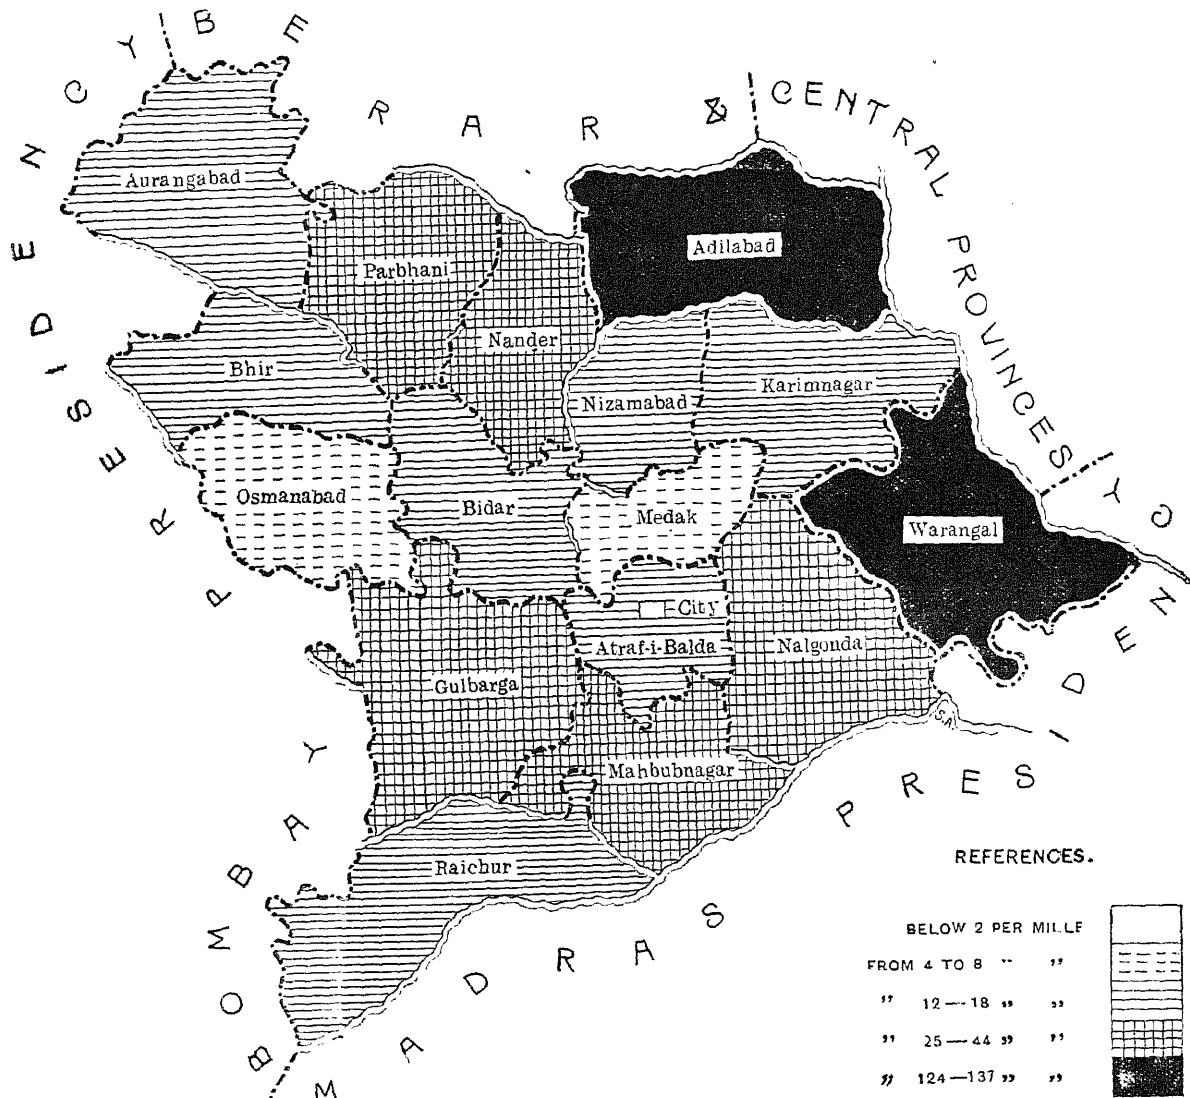 BERAR & CENTRAL PROVINCES
BOMBAY PRESIDENCY
MADRAS PRESIDENCY
Aurangabad
Parbhani
Adilabad
Nander
Bhir
Nizamabad
Karimnagar
Osmanabad
Bidar
Medak
Warangal
City
Atraf-i-Balda
Nalgonda
Gulbarga
Mahbubnagar
Raichur
REFERENCES.
BELOW 2 PER MILLE
FROM 4 TO 8 " "
" 12—18 " "
" 25—44 " "
" 124—137 " "